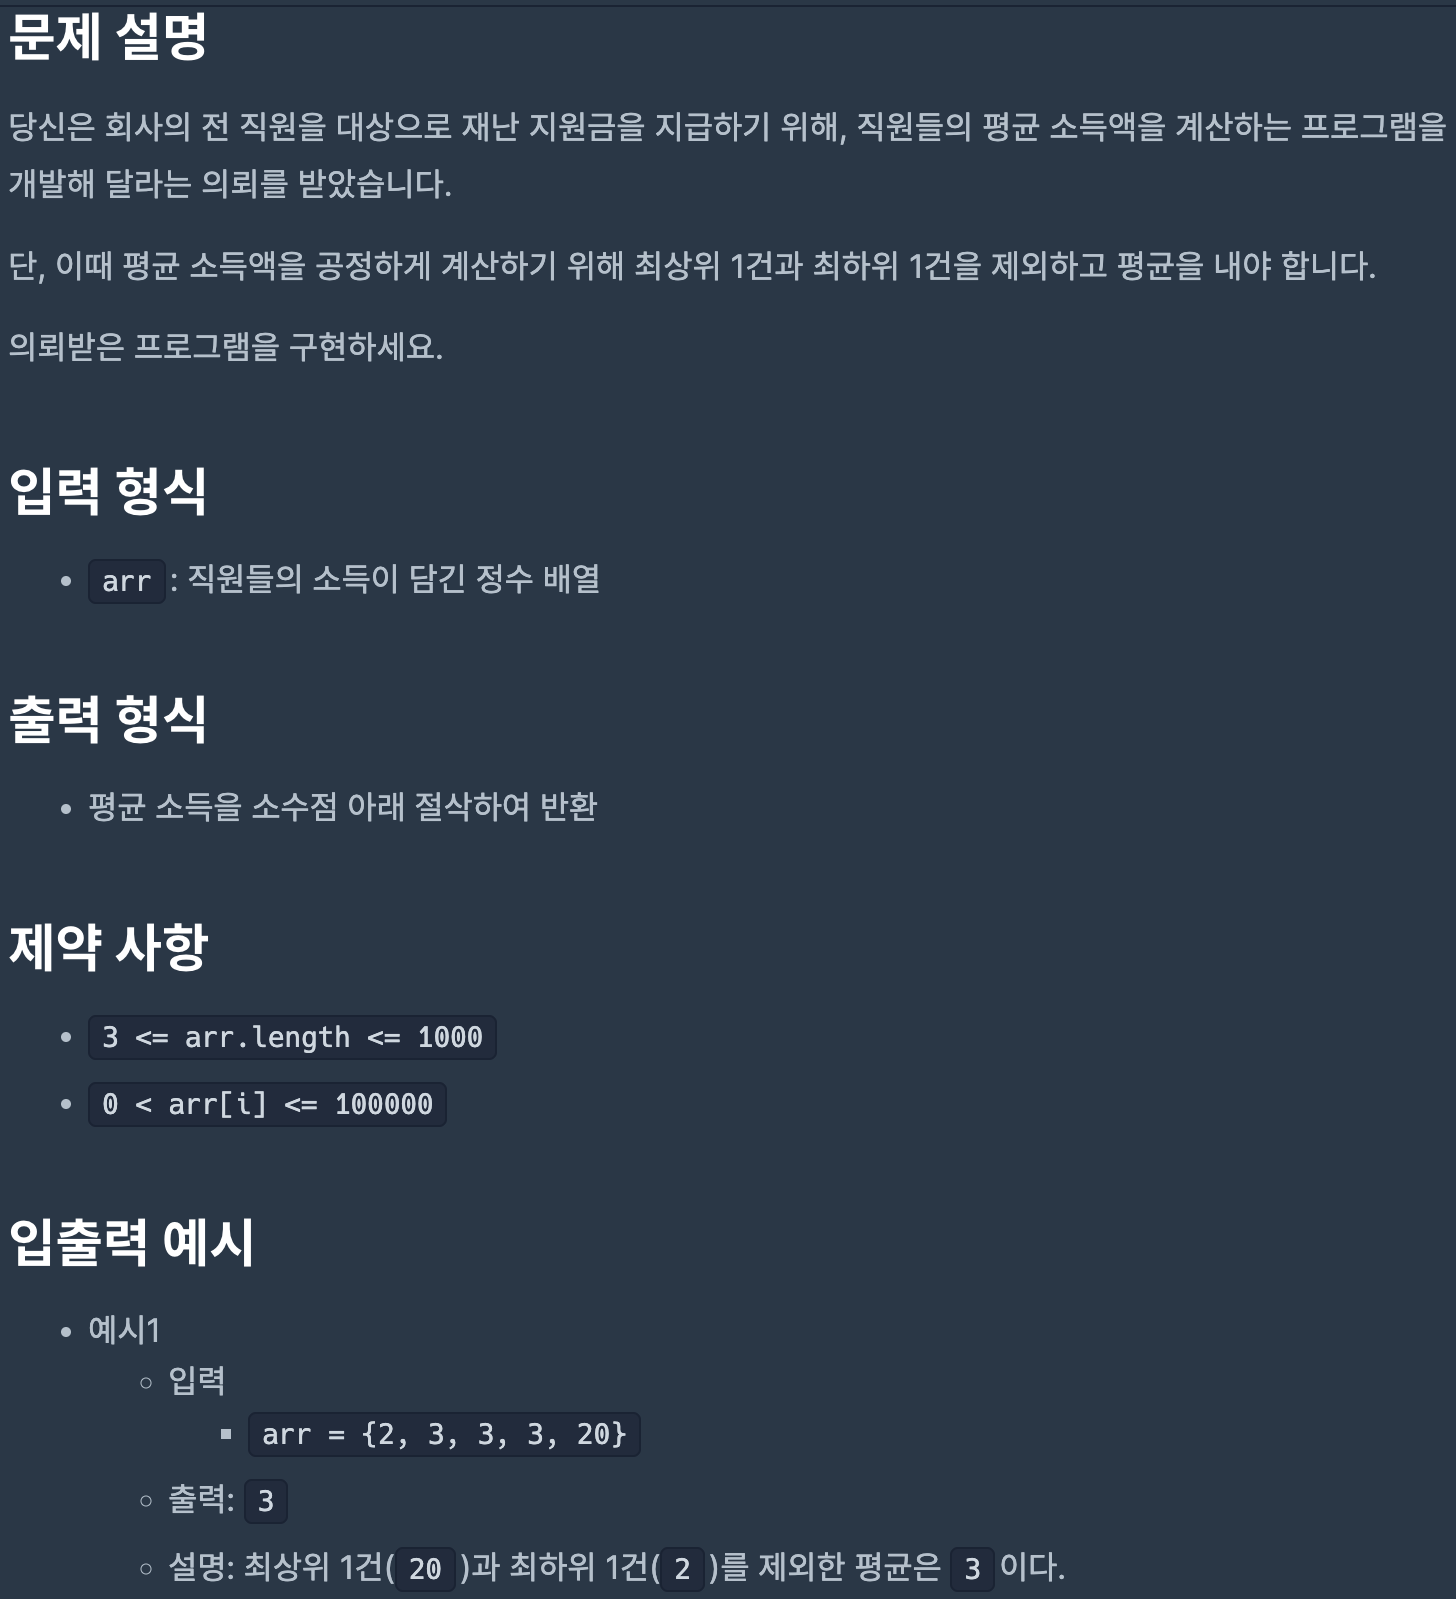 문제 설명
당신은 회사의 전 직원을 대상으로 재난 지원금을 지급하기 위해, 직원들의 평균 소득액을 계산하는 프로그램을
개발해 달라는 의뢰를 받았습니다.
단, 이때 평균 소득액을 공정하게 계산하기 위해 최상위 1건과 최하위 1건을 제외하고 평균을 내야 합니다.
의뢰받은 프로그램을 구현하세요.
입력 형식
arr : 직원들의 소득이 담긴 정수 배열
출력 형식
평균 소득을 소수점 아래 절삭하여 반환
제약 사항
3 <= arr.length <= 1000
0 < arr[i] <= 100000
입출력 예시
예시1
입력
arr = {2, 3, 3, 3, 20}
출력: 3
설명: 최상위 1건( 20 )과 최하위 1건( 2 )를 제외한 평균은 3 이다.